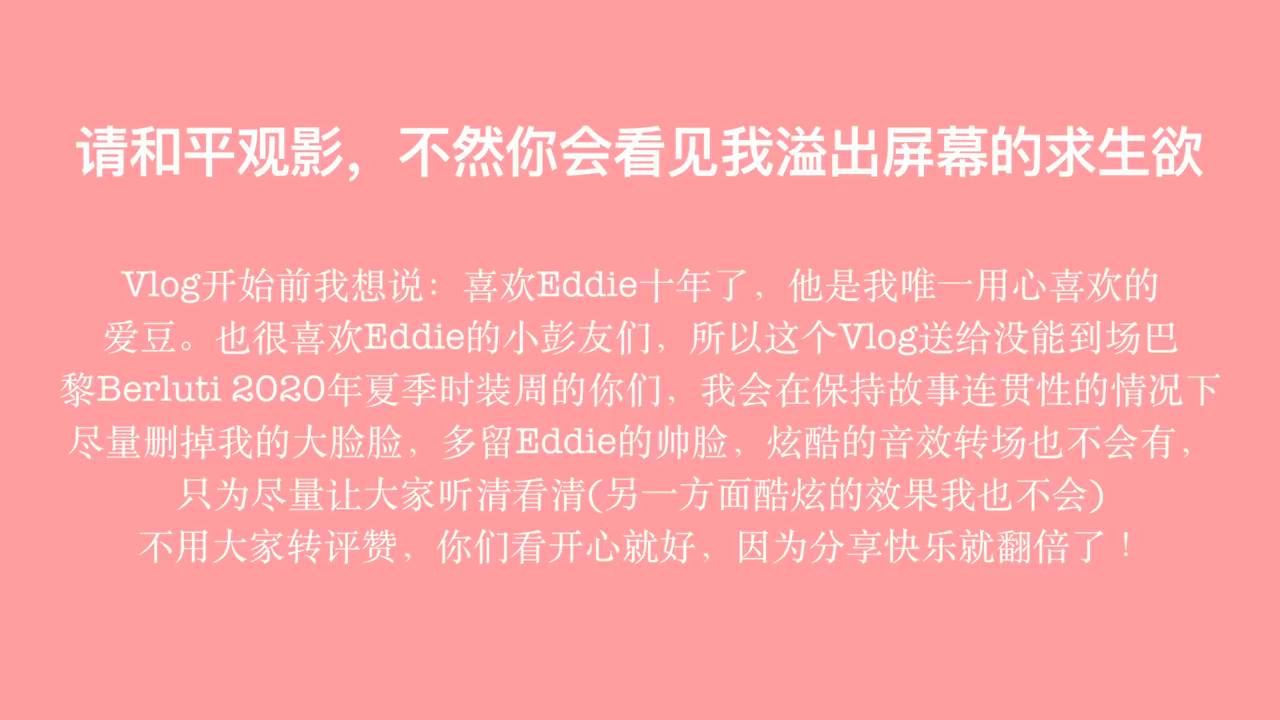 请和平观影，不然你会看见我溢出屏幕的求生欲
Vlog开始前我想说：喜欢Eddie十年了，他是我唯一用心喜欢的
爱豆。也很喜欢Eddie的小彭友们，所以这个Vlog送给没能到场巴
黎Berluti 2020年夏季时装周的你们，我会在保持故事连贯性的情况下
尽量删掉我的大脸脸，多留Eddie的帅脸，炫酷的音效转场也不会有，
只为尽量让大家听清看清(另一方面酷炫的效果我也不会)
不用大家转评赞，你们看开心就好，因为分享快乐就翻倍了！